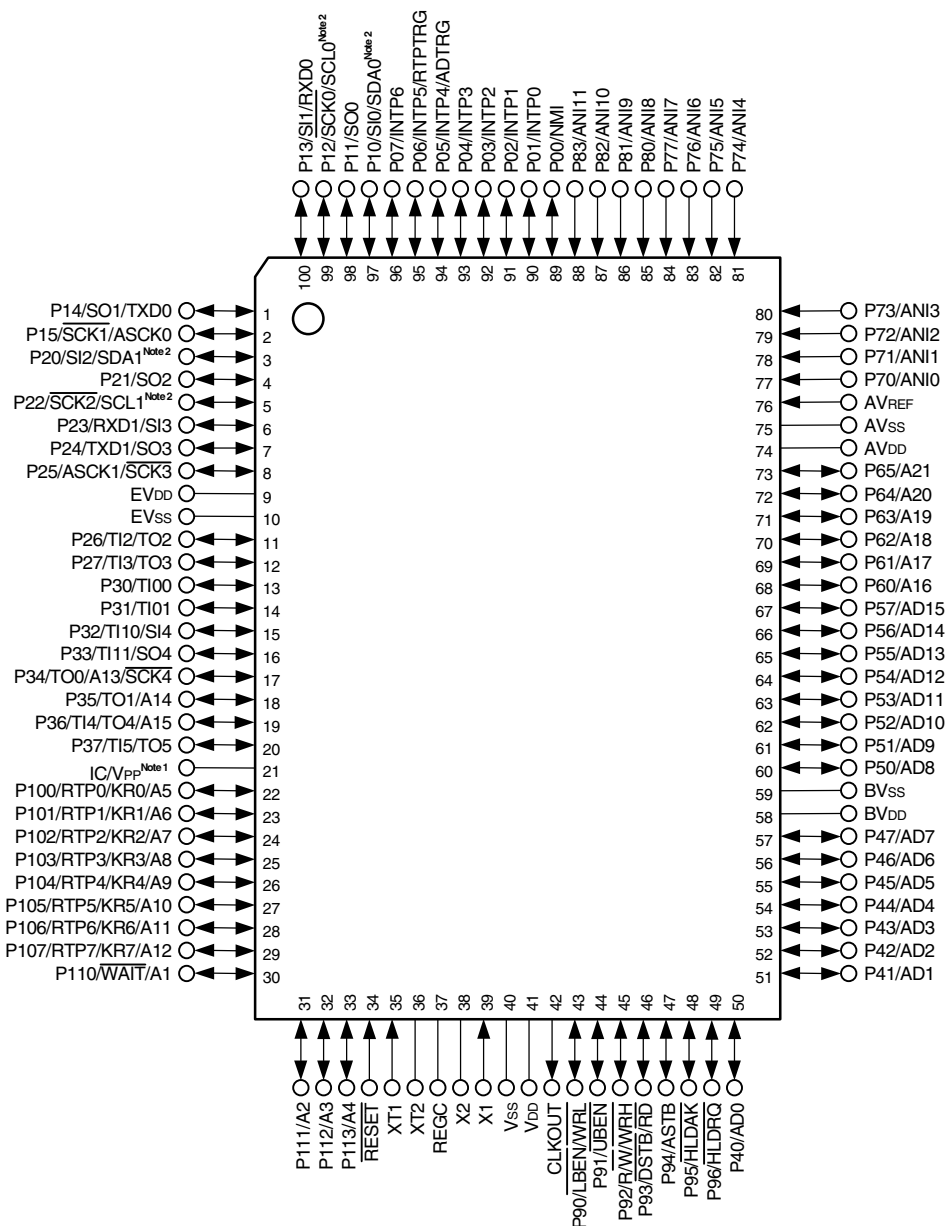 P13/SI1/RXD0
P12/SCK0/SCL0Note 2
P11/SO0
P10/SI0/SDA0Note 2
P07/INTP6
P06/INTP5/RTPTRG
P05/INTP4/ADTRG
P04/INTP3
P03/INTP2
P02/INTP1
P01/INTP0
P00/NMI
P83/ANI11
P82/ANI10
P81/ANI9
P80/ANI8
P77/ANI7
P76/ANI6
P75/ANI5
P74/ANI4
100 99 98 97 96 95 94 93 92 91 90 89 88 87 86 85 84 83 82 81
P14/SO1/TXD0 1 80 P73/ANI3
P15/SCK1/ASCK0 2 79 P72/ANI2
P20/SI2/SDA1Note 2 3 78 P71/ANI1
P21/SO2 4 77 P70/ANI0
P22/SCK2/SCL1Note 2 5 76 AVREF
P23/RXD1/SI3 6 75 AVSS
P24/TXD1/SO3 7 74 AVDD
P25/ASCK1/SCK3 8 73 P65/A21
EVDD 9 72 P64/A20
EVSS 10 71 P63/A19
P26/TI2/TO2 11 70 P62/A18
P27/TI3/TO3 12 69 P61/A17
P30/TI00 13 68 P60/A16
P31/TI01 14 67 P57/AD15
P32/TI10/SI4 15 66 P56/AD14
P33/TI11/SO4 16 65 P55/AD13
P34/TO0/A13/SCK4 17 64 P54/AD12
P35/TO1/A14 18 63 P53/AD11
P36/TI4/TO4/A15 19 62 P52/AD10
P37/TI5/TO5 20 61 P51/AD9
IC/VPPNote 1 21 60 P50/AD8
P100/RTP0/KR0/A5 22 59 BVSS
P101/RTP1/KR1/A6 23 58 BVDD
P102/RTP2/KR2/A7 24 57 P47/AD7
P103/RTP3/KR3/A8 25 56 P46/AD6
P104/RTP4/KR4/A9 26 55 P45/AD5
P105/RTP5/KR5/A10 27 54 P44/AD4
P106/RTP6/KR6/A11 28 53 P43/AD3
P107/RTP7/KR7/A12 29 52 P42/AD2
P110/WAIT/A1 30 51 P41/AD1
31 32 33 34 35 36 37 38 39 40 41 42 43 44 45 46 47 48 49 50
P111/A2
P112/A3
P113/A4
RESET
XT1
XT2
REGC
X2
X1
VSS
VDD
CLKOUT
P90/LBEN/WRL
P91/UBEN
P92/R/W/WRH
P93/DSTB/RD
P94/ASTB
P95/HLDAK
P96/HLDRQ
P40/AD0